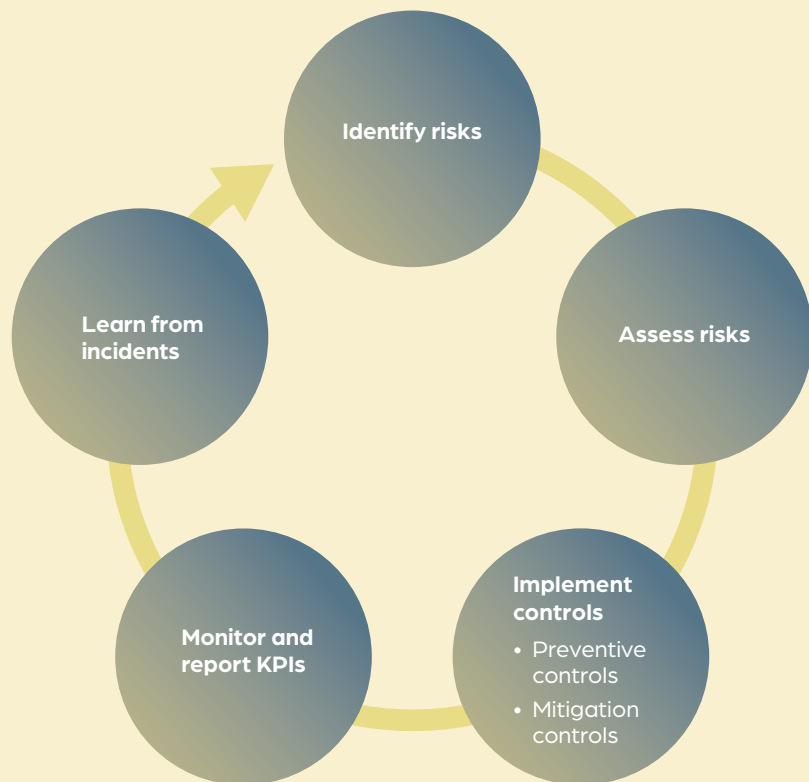 Identify risks
Assess risks
Implement
controls
• Preventive
controls
• Mitigation
controls
Monitor and
report KPIs
Learn from
incidents